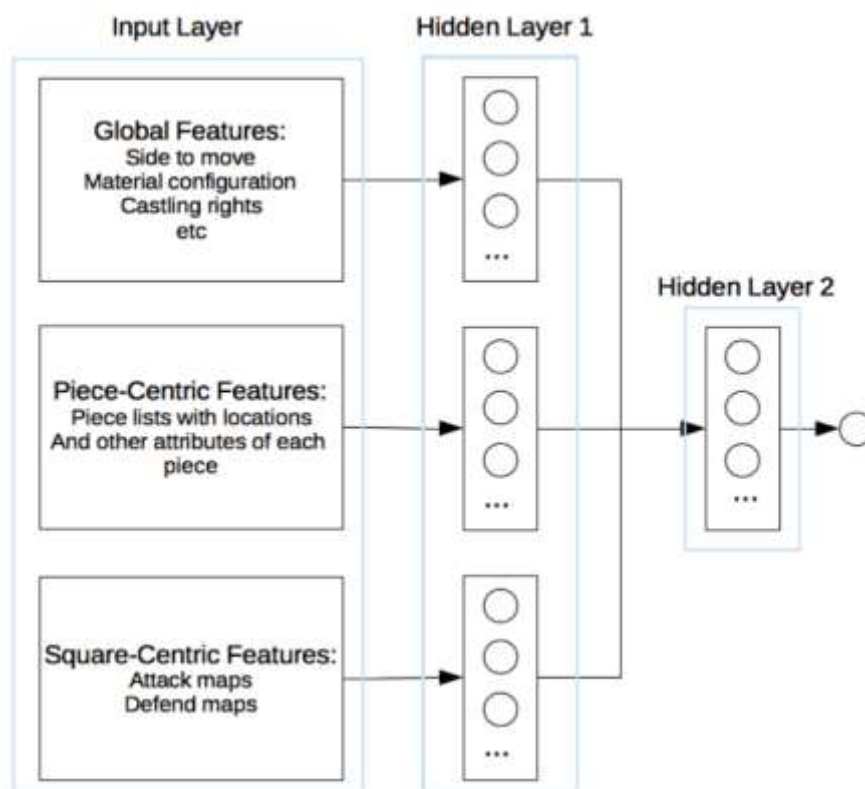 Input Layer
Hidden Layer 1
Global Features:
Side to move
Material configuration
Castling rights
etc
...
Hidden Layer 2
Piece-Centric Features:
Piece lists with locations
And other attributes of each
piece
...
...
Square-Centric Features:
Attack maps
Defend maps
...